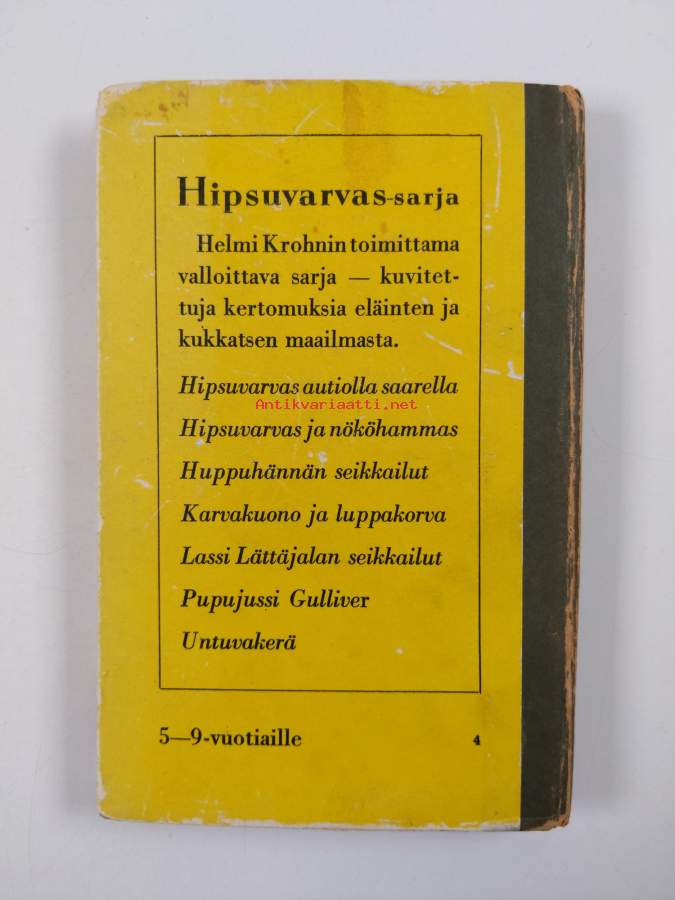 Hipsuvarvas-sarja
Helmi Krohnin toimittama
valloittava sarja — kuvitet-
tuja kertomuksia eläinten ja
kukkatsen maailmasta.
Hipsuvarvas autiolla saarella
Antikvariaatti.net
Hipsuvarvas ja nököhammas
Huppuhännän seikkailut
Karvakuono ja luppakorva
Lassi Lättäjalan seikkailut
Pupujussi Gulliver
Untuvakerä
5—9-vuotiaille 4